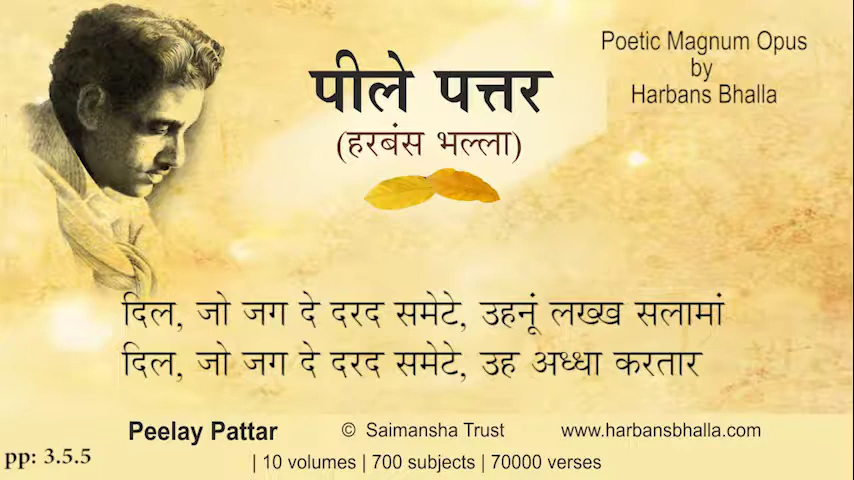 पीले पत्तर
(हरबंस भल्ला)
Poetic Magnum Opus
by
Harbans Bhalla
दिल, जो जग दे दरद समेटे, उहनूं लख्ख सलामां
दिल, जो जग दे दरद समेटे, उह अध्धा करतार
Peelay Pattar © Saimansha Trust www.harbansbhalla.com
pp: 3.5.5
| 10 volumes | 700 subjects | 70000 verses